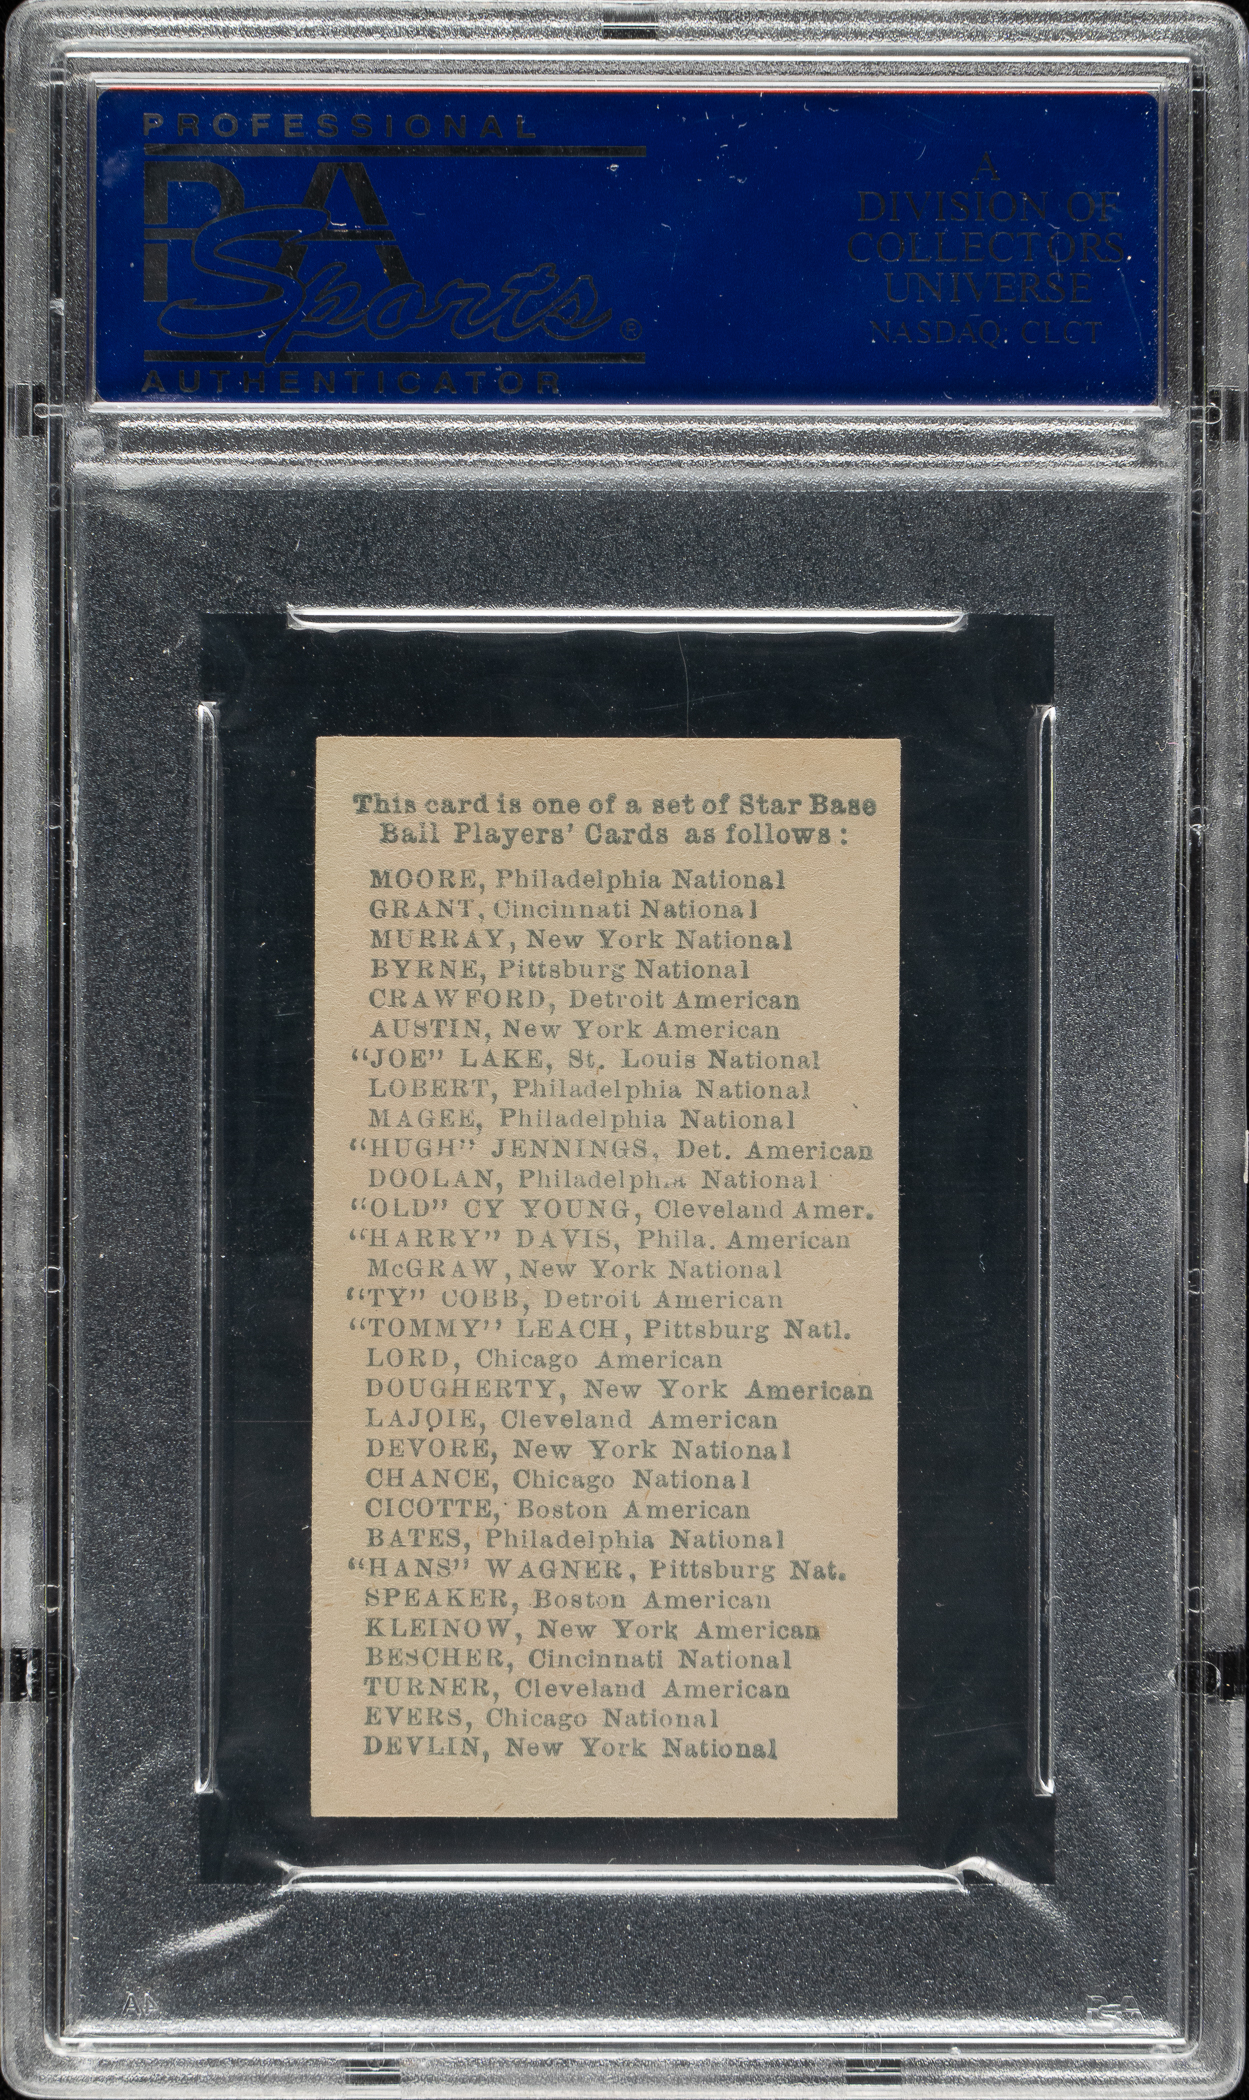 PROFESSIONAL
PSA
Sports®
AUTHENTICATOR
A
DIVISION OF
COLLECTORS
UNIVERSE
NASDAQ: CLCT
This card is one of a set of Star Base
Ball Players' Cards as follows:
MOORE, Philadelphia National
GRANT, Cincinnati National
MURRAY, New York National
BYRNE, Pittsburg National
CRAWFORD, Detroit American
AUSTIN, New York American
“JOE” LAKE, St. Louis National
LOBERT, Philadelphia National
MAGEE, Philadelphia National
“HUGH” JENNINGS, Det. American
DOOLAN, Philadelphia National
“OLD” CY YOUNG, Cleveland Amer.
“HARRY” DAVIS, Phila. American
McGRAW, New York National
“TY” COBB, Detroit American
“TOMMY” LEACH, Pittsburg Natl.
LORD, Chicago American
DOUGHERTY, New York American
LAJOIE, Cleveland American
DEVORE, New York National
CHANCE, Chicago National
CICOTTE, Boston American
BATES, Philadelphia National
“HANS” WAGNER, Pittsburg Nat.
SPEAKER, Boston American
KLEINOW, New York American
BESCHER, Cincinnati National
TURNER, Cleveland American
EVERS, Chicago National
DEVLIN, New York National
PSA